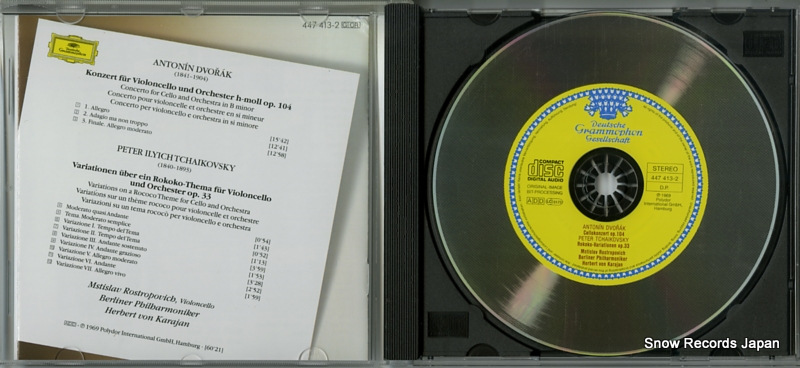 447 413-2
Deutsche
Grammophon
ANTONÍN DVOŘÁK
(1841-1904)
Konzert für Violoncello und Orchester h-moll op. 104
Concerto for Cello and Orchestra in B minor
Concerto pour violoncelle et orchestre en si mineur
Concerto per violoncello e orchestra in si minore
1. Allegro [15'42]
2. Adagio ma non troppo [12'41]
3. Finale. Allegro moderato [12'58]
PETER ILYICH TCHAIKOVSKY
(1840-1893)
Variationen über ein Rokoko-Thema für Violoncello
und Orchester op. 33
Variations on a Rococo Theme for Cello and Orchestra
Variations sur un thème rococo pour violoncelle et orchestre
Variazioni su un tema rococò per violoncello e orchestra
Moderato quasi Andante [0'54]
Tema. Moderato semplice [1'43]
Variazione I. Tempo del Tema [0'52]
Variazione II. Tempo del Tema [1'13]
Variazione III. Andante sostenuto [3'59]
Variazione IV. Andante grazioso [1'53]
Variazione V. Allegro moderato [3'28]
Variazione VI. Andante [2'52]
Variazione VII. Allegro vivo [1'59]
Mstislav Rostropovich, Violoncello
Berliner Philharmoniker
Herbert von Karajan
ADD ℗ 1969 Polydor International GmbH, Hamburg · [60'21]
Deutsche
Grammophon
Gesellschaft
COMPACT
disc
DIGITAL AUDIO
ORIGINAL-IMAGE
BIT-PROCESSING
ADD
STEREO
447 413-2
D.P.
℗ 1969
Polydor
International GmbH,
Hamburg
ANTONÍN DVOŘÁK
Cellokonzert op.104
PETER TCHAIKOVSKY
Rokoko-Variationen op.33
Mstislav Rostropovich
Berliner Philharmoniker
Herbert von Karajan
Snow Records Japan